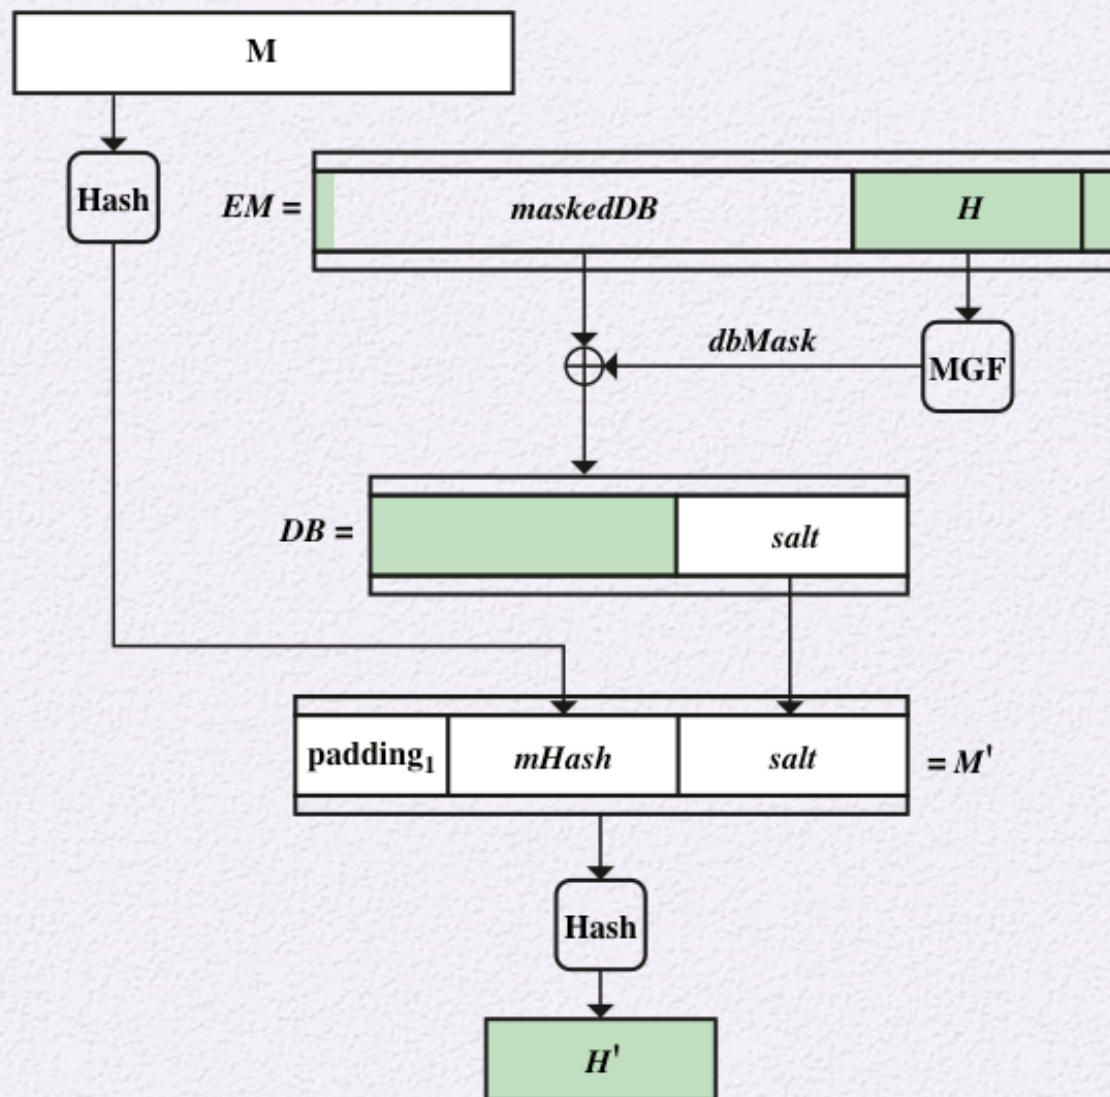 M
Hash
EM = maskedDB H
dbMask
MGF
DB = salt
padding₁ mHash salt = M'
Hash
H'